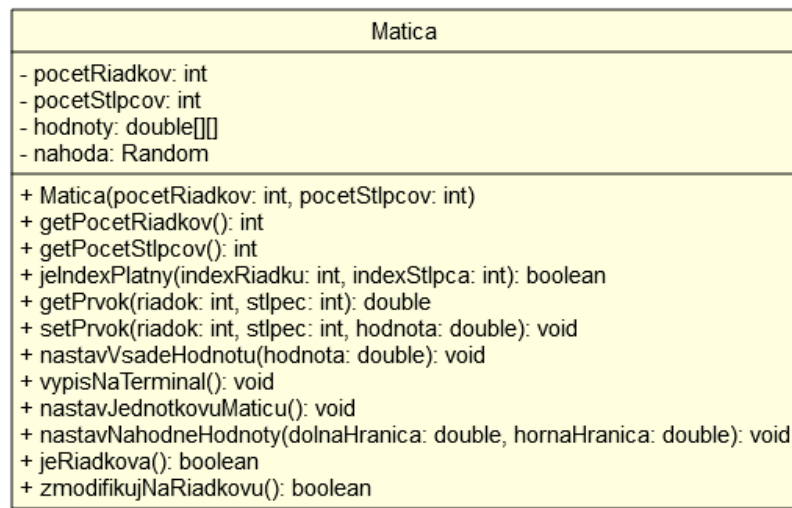 Matica
- pocetRiadkov: int
- pocetStlpcov: int
- hodnoty: double[][]
- nahoda: Random
+ Matica(pocetRiadkov: int, pocetStlpcov: int)
+ getPocetRiadkov(): int
+ getPocetStlpcov(): int
+ jeIndexPlatny(indexRiadku: int, indexStlpca: int): boolean
+ getPrvok(riadok: int, stlpec: int): double
+ setPrvok(riadok: int, stlpec: int, hodnota: double): void
+ nastavVsadeHodnotu(hodnota: double): void
+ vypisNaTerminal(): void
+ nastavJednotkovuMaticu(): void
+ nastavNahodneHodnoty(dolnaHranica: double, hornaHranica: double): void
+ jeRiadkova(): boolean
+ zmodifikujNaRiadkovu(): boolean